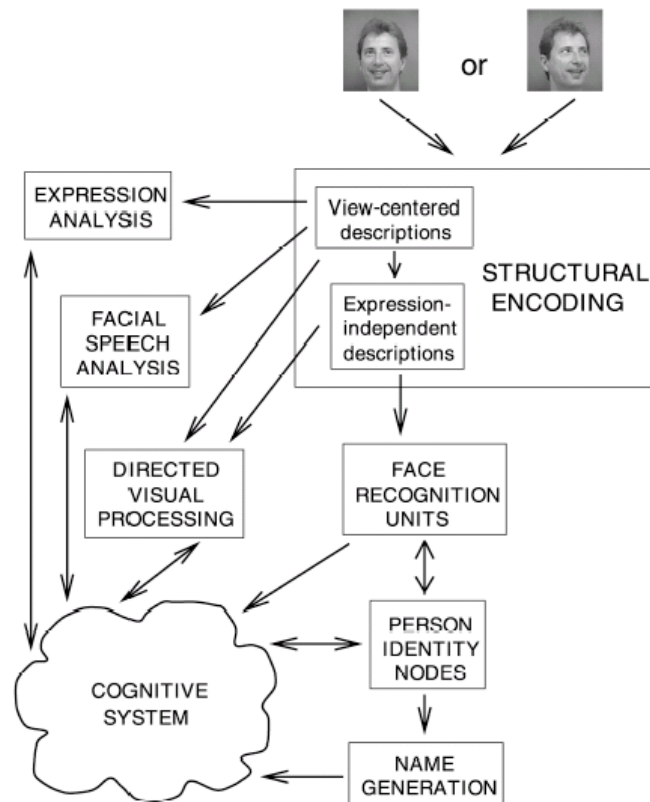 or
EXPRESSION
ANALYSIS
View-centered
descriptions
STRUCTURAL
ENCODING
FACIAL
SPEECH
ANALYSIS
Expression-
independent
descriptions
DIRECTED
VISUAL
PROCESSING
FACE
RECOGNITION
UNITS
PERSON
IDENTITY
NODES
COGNITIVE
SYSTEM
NAME
GENERATION